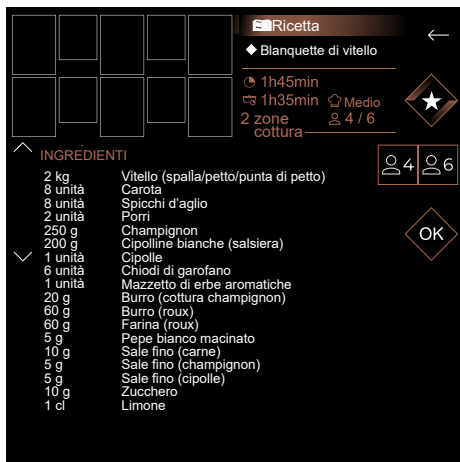 Ricetta
Blanquette di vitello
1h45min
1h35min Medio
2 zone 4 / 6
cottura
INGREDIENTI
4 6
2 kg Vitello (spalla/petto/punta di petto)
8 unità Carota
8 unità Spicchi d'aglio
2 unità Porri
250 g Champignon
200 g Cipolline bianche (salsiera)
1 unità Cipolle
6 unità Chiodi di garofano
1 unità Mazzetto di erbe aromatiche
20 g Burro (cottura champignon)
60 g Burro (roux)
60 g Farina (roux)
5 g Pepe bianco macinato
10 g Sale fino (carne)
5 g Sale fino (champignon)
5 g Sale fino (cipolle)
10 g Zucchero
1 cl Limone
OK